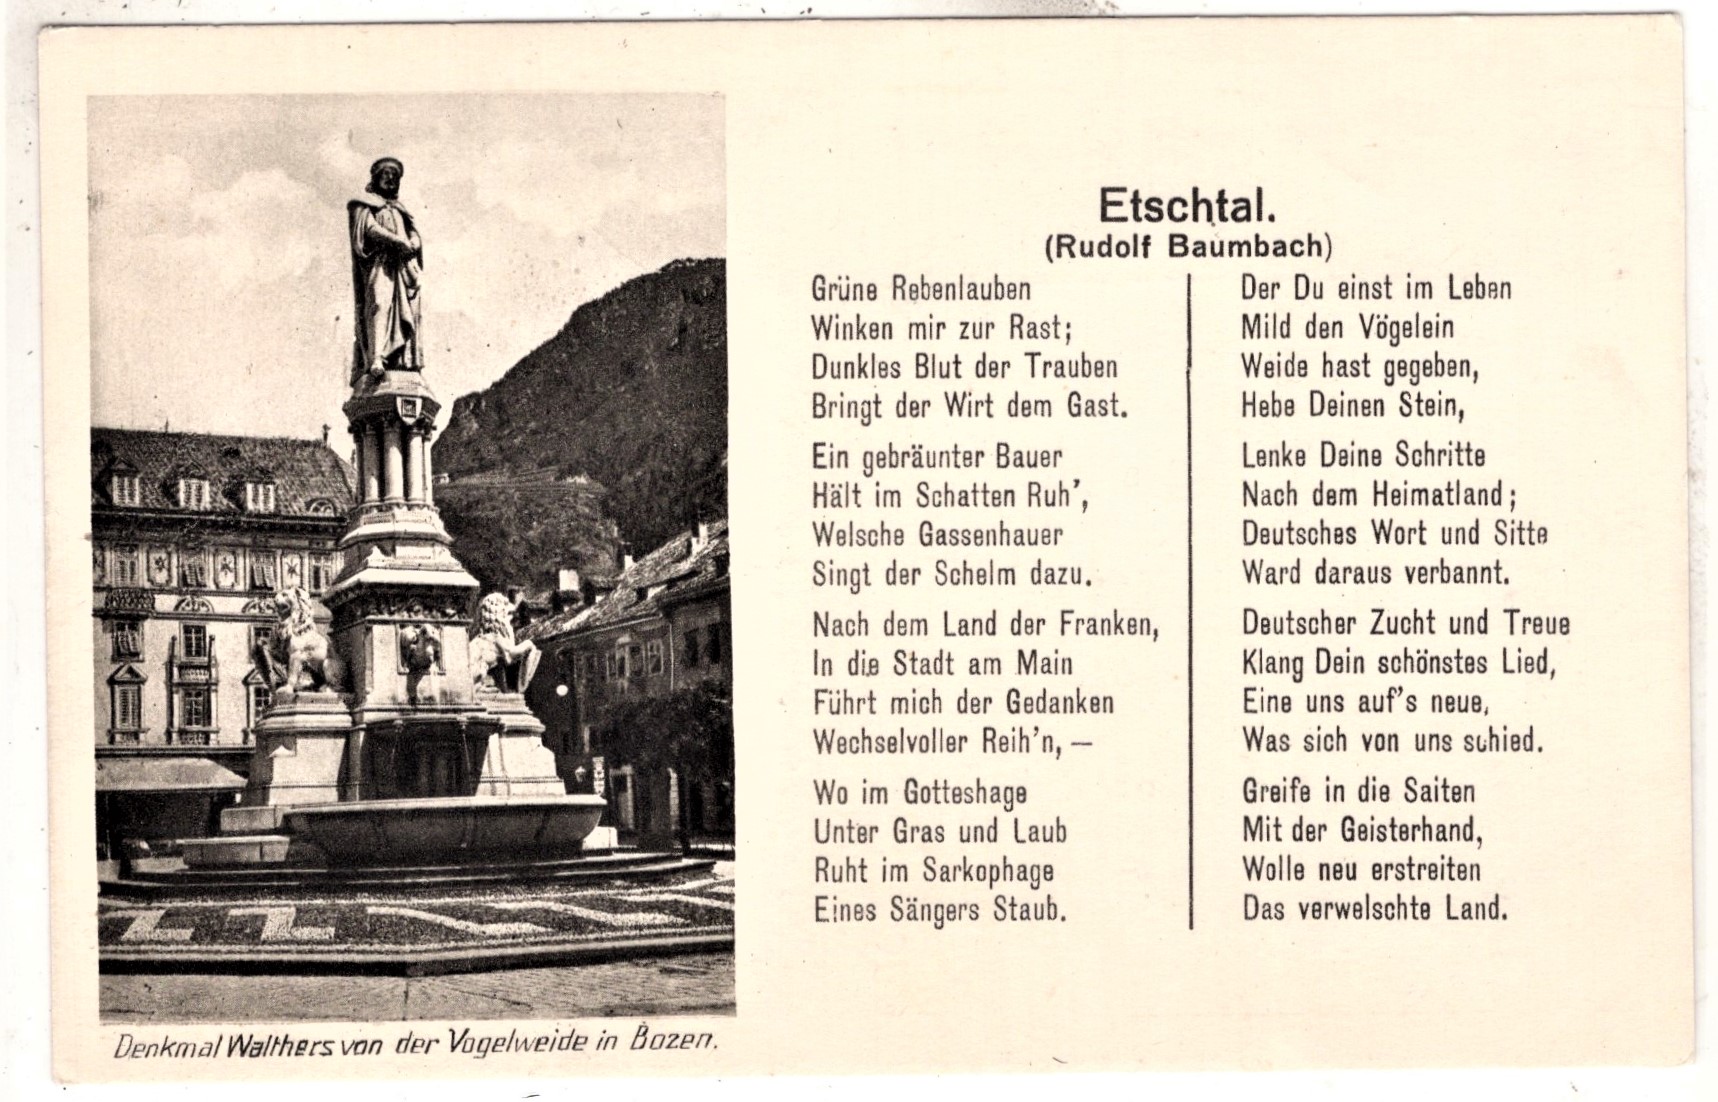 Etschtal.
(Rudolf Baumbach)
Grüne Rebenlauben
Winken mir zur Rast;
Dunkles Blut der Trauben
Bringt der Wirt dem Gast.
Ein gebräunter Bauer
Hält im Schatten Ruh’,
Welsche Gassenhauer
Singt der Schelm dazu.
Nach dem Land der Franken,
In die Stadt am Main
Führt mich der Gedanken
Wechselvoller Reih’n, —
Wo im Gotteshage
Unter Gras und Laub
Ruht im Sarkophage
Eines Sängers Staub.
Der Du einst im Leben
Mild den Vögelein
Weide hast gegeben,
Hebe Deinen Stein,
Lenke Deine Schritte
Nach dem Heimatland;
Deutsches Wort und Sitte
Ward daraus verbannt.
Deutscher Zucht und Treue
Klang Dein schönstes Lied,
Eine uns auf’s neue,
Was sich von uns schied.
Greife in die Saiten
Mit der Geisterhand,
Wolle neu erstreiten
Das verwelschte Land.
Denkmal Walthers von der Vogelweide in Bozen.